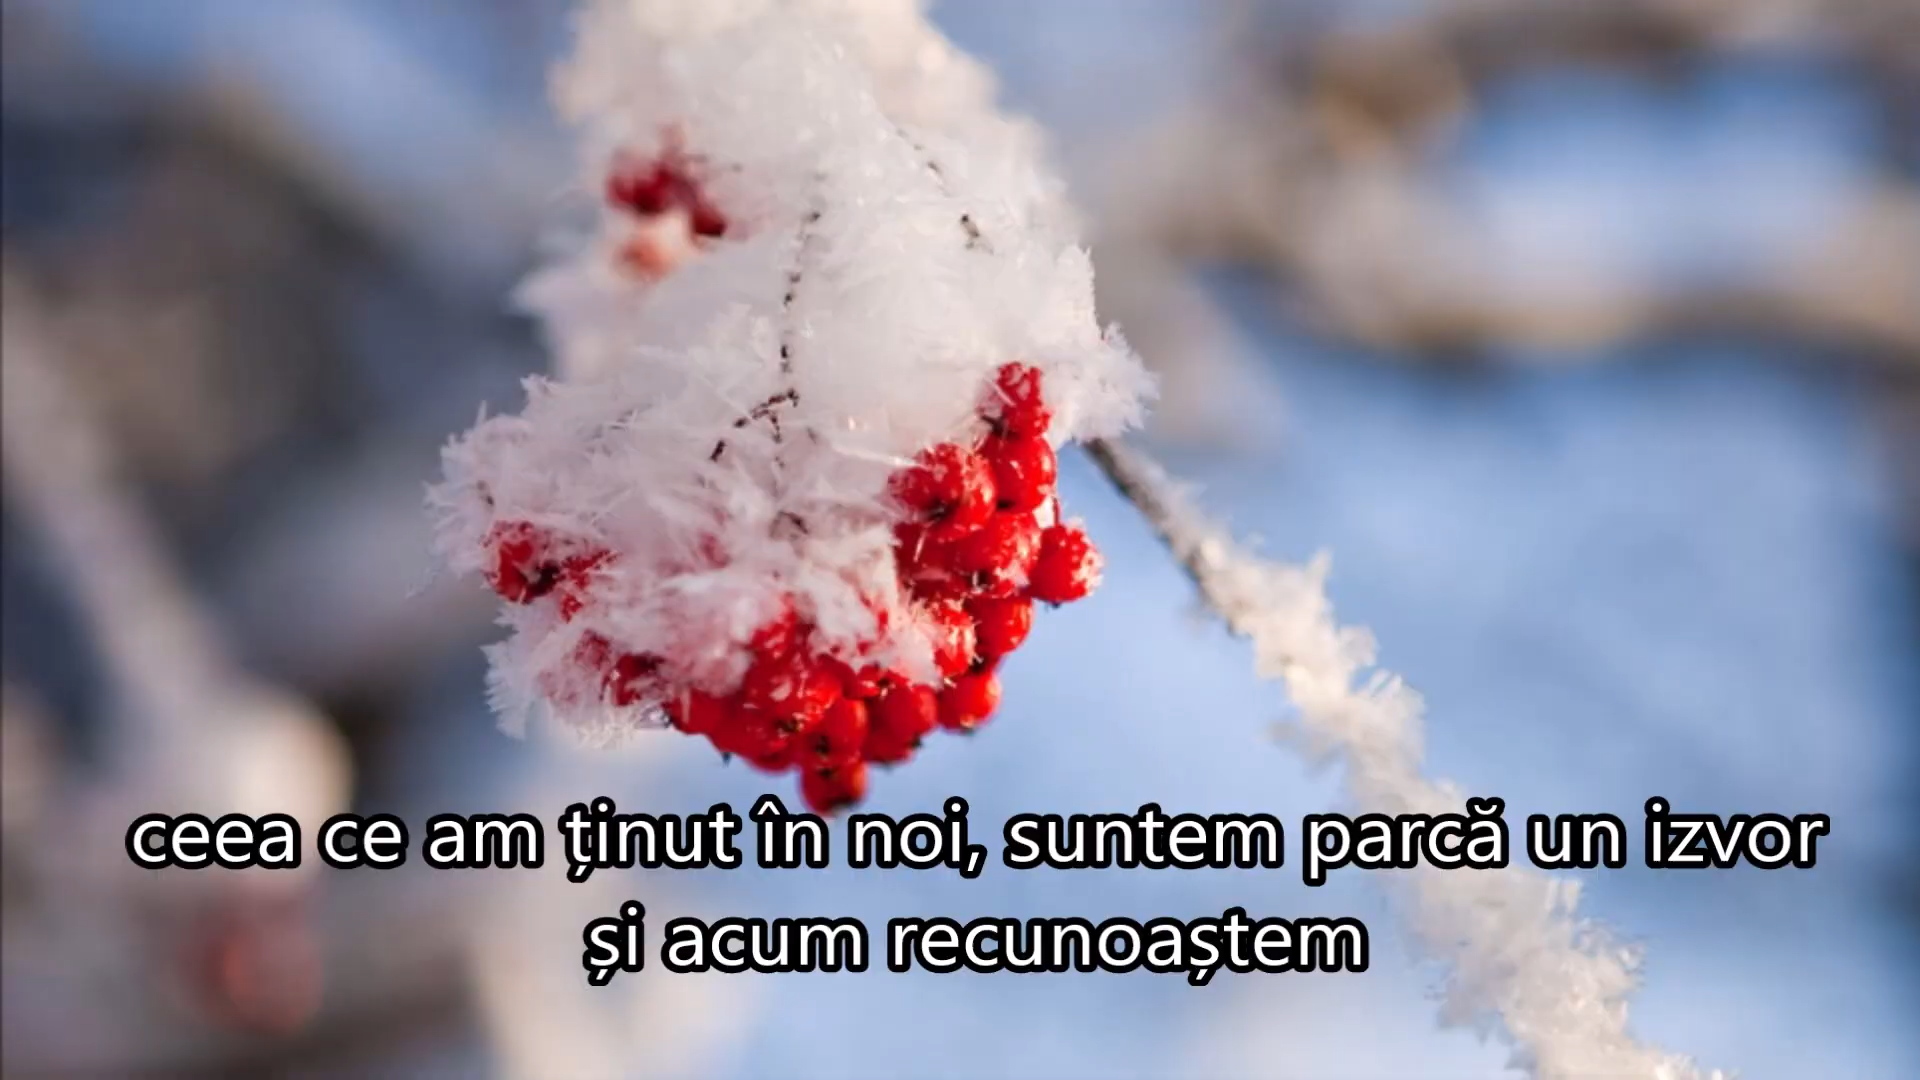 ceea ce am ținut în noi, suntem parcă un izvor
și acum recunoaștem